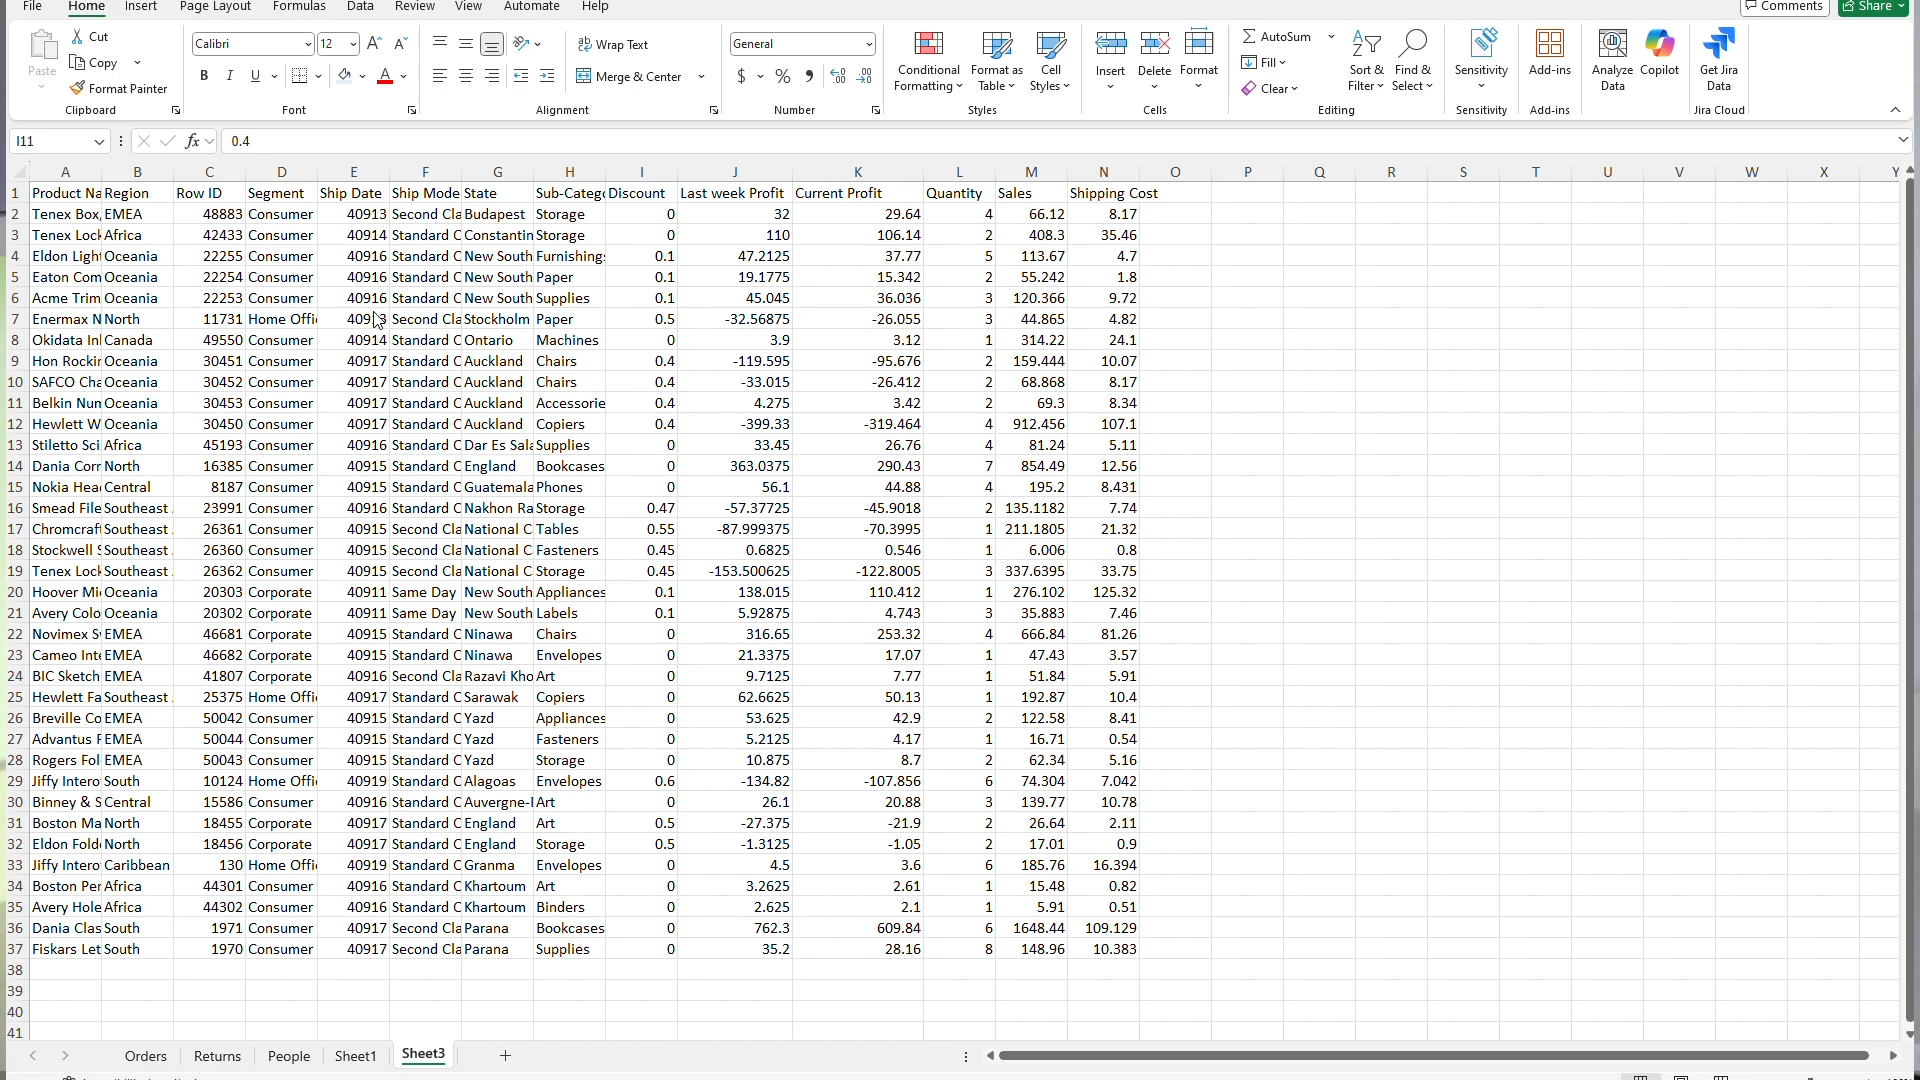 File Home Insert Page Layout Formulas Data Review View Automate Help Comments Share
Cut
Copy
Format Painter
Paste
Clipboard
Calibri 12
B I U
Font
Wrap Text
Merge & Center
Alignment
General
$ %
Number
Conditional Formatting
Format as Table
Cell Styles
Styles
Insert Delete Format
Cells
AutoSum
Fill
Clear
Sort & Filter
Find & Select
Editing
Sensitivity
Sensitivity
Add-ins
Add-ins
Analyze Data
Copilot
Get Jira Data
Jira Cloud
I11 fx 0.4
A B C D E F G H I J K L M N O P Q R S T U V W X Y
1 Product Na Region Row ID Segment Ship Date Ship Mode State Sub-Catego Discount Last week Profit Current Profit Quantity Sales Shipping Cost
2 Tenex Box, EMEA 48883 Consumer 40913 Second Cla Budapest Storage 0 32 29.64 4 66.12 8.17
3 Tenex Lock Africa 42433 Consumer 40914 Standard C Constantin Storage 0 110 106.14 2 408.3 35.46
4 Eldon Light Oceania 22255 Consumer 40916 Standard C New South Furnishings 0.1 47.2125 37.77 5 113.67 4.7
5 Eaton Com Oceania 22254 Consumer 40916 Standard C New South Paper 0.1 19.1775 15.342 2 55.242 1.8
6 Acme Trim Oceania 22253 Consumer 40916 Standard C New South Supplies 0.1 45.045 36.036 3 120.366 9.72
7 Enermax N North 11731 Home Offi 40913 Second Cla Stockholm Paper 0.5 -32.56875 -26.055 3 44.865 4.82
8 Okidata Inl Canada 49550 Consumer 40914 Standard C Ontario Machines 0 3.9 3.12 1 314.22 24.1
9 Hon Rockin Oceania 30451 Consumer 40917 Standard C Auckland Chairs 0.4 -119.595 -95.676 2 159.444 10.07
10 SAFCO Cha Oceania 30452 Consumer 40917 Standard C Auckland Chairs 0.4 -33.015 -26.412 2 68.868 8.17
11 Belkin Num Oceania 30453 Consumer 40917 Standard C Auckland Accessorie 0.4 4.275 3.42 2 69.3 8.34
12 Hewlett W Oceania 30450 Consumer 40917 Standard C Auckland Copiers 0.4 -399.33 -319.464 4 912.456 107.1
13 Stiletto Sci Africa 45193 Consumer 40916 Standard C Dar Es Sala Supplies 0 33.45 26.76 4 81.24 5.11
14 Dania Corn North 16385 Consumer 40915 Standard C England Bookcases 0 363.0375 290.43 7 854.49 12.56
15 Nokia Hea Central 8187 Consumer 40915 Standard C Guatemala Phones 0 56.1 44.88 4 195.2 8.431
16 Smead File Southeast 23991 Consumer 40916 Standard C Nakhon Ra Storage 0.47 -57.37725 -45.9018 2 135.1182 7.74
17 Chromcraft Southeast 26361 Consumer 40915 Second Cla National C Tables 0.55 -87.999375 -70.3995 1 211.1805 21.32
18 Stockwell S Southeast 26360 Consumer 40915 Second Cla National C Fasteners 0.45 0.6825 0.546 1 6.006 0.8
19 Tenex Lock Southeast 26362 Consumer 40915 Second Cla National C Storage 0.45 -153.500625 -122.8005 3 337.6395 33.75
20 Hoover Mi Oceania 20303 Corporate 40911 Same Day New South Appliances 0.1 138.015 110.412 1 276.102 125.32
21 Avery Colo Oceania 20302 Corporate 40911 Same Day New South Labels 0.1 5.92875 4.743 3 35.883 7.46
22 Novimex S EMEA 46681 Corporate 40915 Standard C Ninawa Chairs 0 316.65 253.32 4 666.84 81.26
23 Cameo Inte EMEA 46682 Corporate 40915 Standard C Ninawa Envelopes 0 21.3375 17.07 1 47.43 3.57
24 BIC Sketch EMEA 41807 Corporate 40916 Second Cla Razavi Kho Art 0 9.7125 7.77 1 51.84 5.91
25 Hewlett Fa Southeast 25375 Home Offi 40917 Standard C Sarawak Copiers 0 62.6625 50.13 1 192.87 10.4
26 Breville Co EMEA 50042 Consumer 40915 Standard C Yazd Appliances 0 53.625 42.9 2 122.58 8.41
27 Advantus F EMEA 50044 Consumer 40915 Standard C Yazd Fasteners 0 5.2125 4.17 1 16.71 0.54
28 Rogers Fol EMEA 50043 Consumer 40915 Standard C Yazd Storage 0 10.875 8.7 2 62.34 5.16
29 Jiffy Intero South 10124 Home Offi 40919 Standard C Alagoas Envelopes 0.6 -134.82 -107.856 6 74.304 7.042
30 Binney & S Central 15586 Consumer 40916 Standard C Auvergne- Art 0 26.1 20.88 3 139.77 10.78
31 Boston Ma North 18455 Corporate 40917 Standard C England Art 0.5 -27.375 -21.9 2 26.64 2.11
32 Eldon Fold North 18456 Corporate 40917 Standard C England Storage 0.5 -1.3125 -1.05 2 17.01 0.9
33 Jiffy Intero Caribbean 130 Home Offi 40919 Standard C Granma Envelopes 0 4.5 3.6 6 185.76 16.394
34 Boston Per Africa 44301 Consumer 40916 Standard C Khartoum Art 0 3.2625 2.61 1 15.48 0.82
35 Avery Hole Africa 44302 Consumer 40916 Standard C Khartoum Binders 0 2.625 2.1 1 5.91 0.51
36 Dania Clas South 1971 Consumer 40917 Second Cla Parana Bookcases 0 762.3 609.84 6 1648.44 109.129
37 Fiskars Let South 1970 Consumer 40917 Second Cla Parana Supplies 0 35.2 28.16 8 148.96 10.383
38
39
40
41
Orders Returns People Sheet1 Sheet3